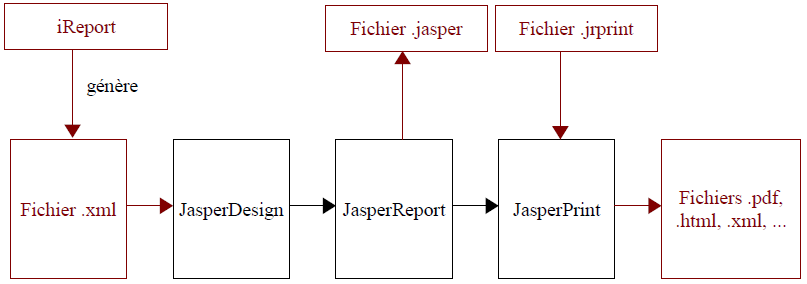 iReport
Fichier .jasper
Fichier .jrprint
génère
Fichier .xml
JasperDesign
JasperReport
JasperPrint
Fichiers .pdf,
.html, .xml, ...